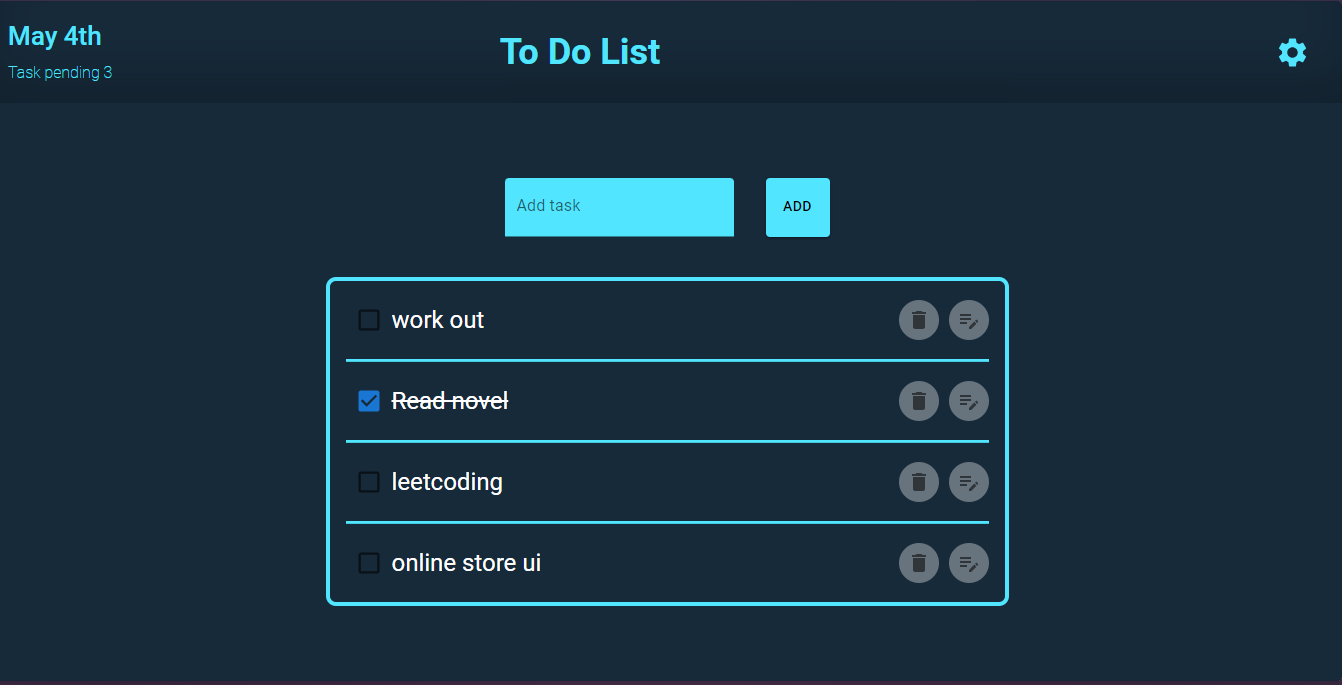 May 4th
Task pending 3
To Do List
Add task
ADD
work out
Read novel
leetcoding
online store ui